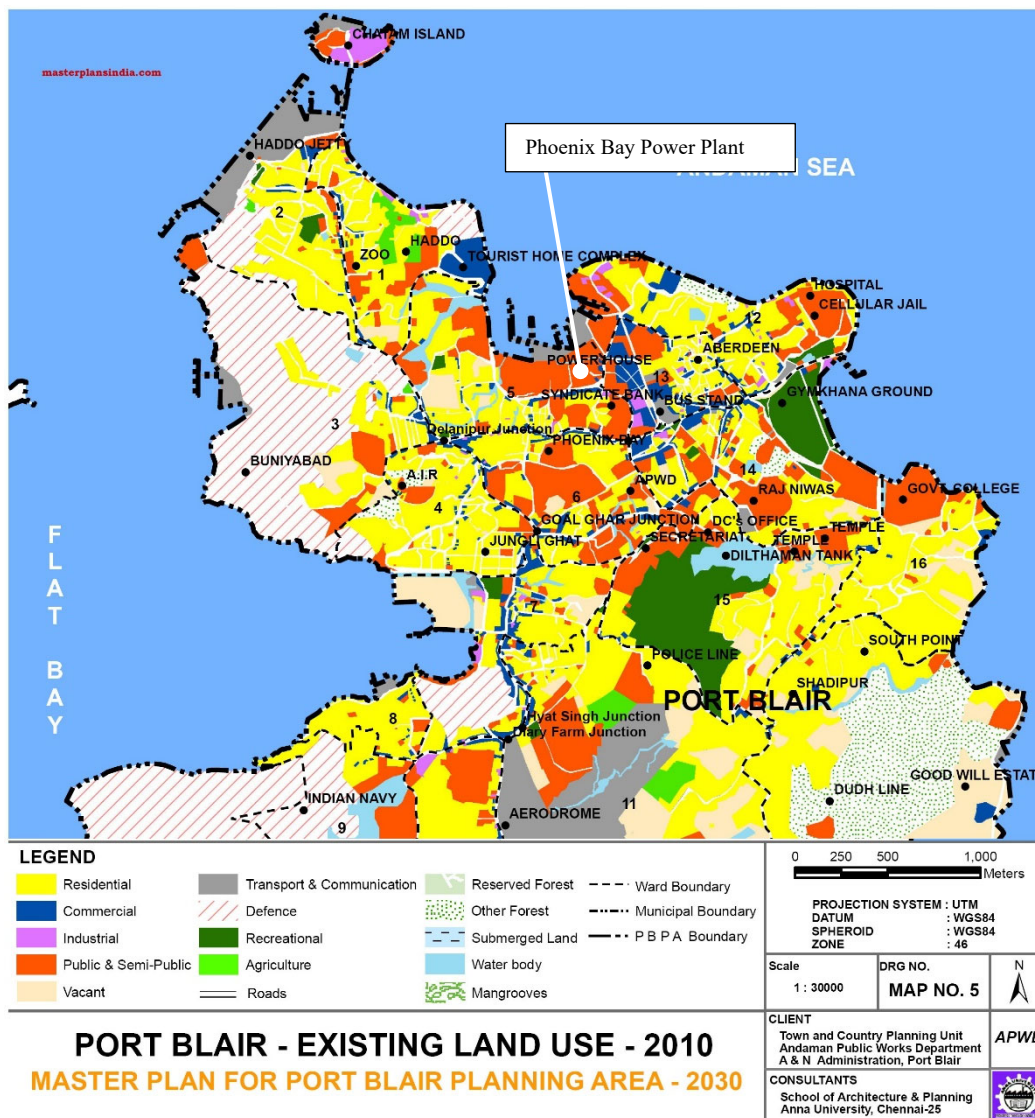 CHATAM ISLAND
masterplansindia.com
HADDO JETTY
Phoenix Bay Power Plant
ANDAMAN SEA
2
HADDO
ZOO
1
TOURIST HOME COMPLEX
HOSPITAL
CELLULAR JAIL
12
ABERDEEN
POWER HOUSE
13
5
SYNDICATE BANK
BUS STAND
GYMKHANA GROUND
3
Delanipur Junction
PHOENIX BAY
BUNIYABAD
A.I.R
14
6
APWD
RAJ NIWAS
GOVT. COLLEGE
4
GOAL GHAR JUNCTION
DC's OFFICE
TEMPLE
SECRETARIAT
TEMPLE
JUNGLI GHAT
DILTHAMAN TANK
16
FLAT BAY
7
15
SOUTH POINT
POLICE LINE
SHADIPUR
PORT BLAIR
8
Hyat Singh Junction
Diary Farm Junction
GOOD WILL ESTAT
DUDH LINE
INDIAN NAVY
11
AERODROME
9
LEGEND
Residential
Commercial
Industrial
Public & Semi-Public
Vacant
Transport & Communication
Defence
Recreational
Agriculture
Roads
Reserved Forest
Other Forest
Submerged Land
Water body
Mangrooves
Ward Boundary
Municipal Boundary
P B P A Boundary
0 250 500 1,000
Meters
PROJECTION SYSTEM : UTM
DATUM : WGS84
SPHEROID : WGS84
ZONE : 46
Scale
1 : 30000
DRG NO.
MAP NO. 5
N
PORT BLAIR - EXISTING LAND USE - 2010
MASTER PLAN FOR PORT BLAIR PLANNING AREA - 2030
CLIENT
Town and Country Planning Unit
Andaman Public Works Department
A & N Administration, Port Blair
APWD
CONSULTANTS
School of Architecture & Planning
Anna University, Chennai-25